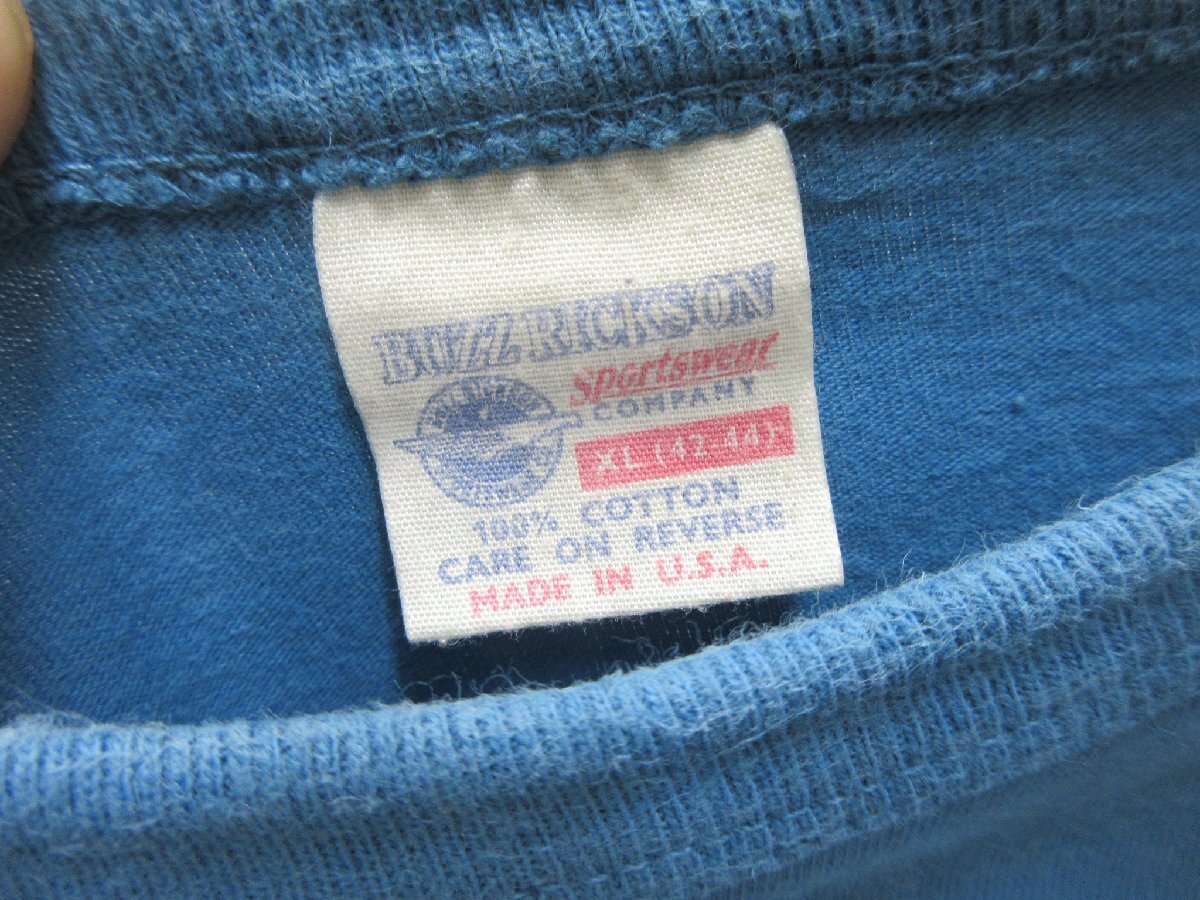 BUZZ RICKSON
Sportswear
COMPANY
XL (42-44)
100% COTTON
CARE ON REVERSE
MADE IN U.S.A.